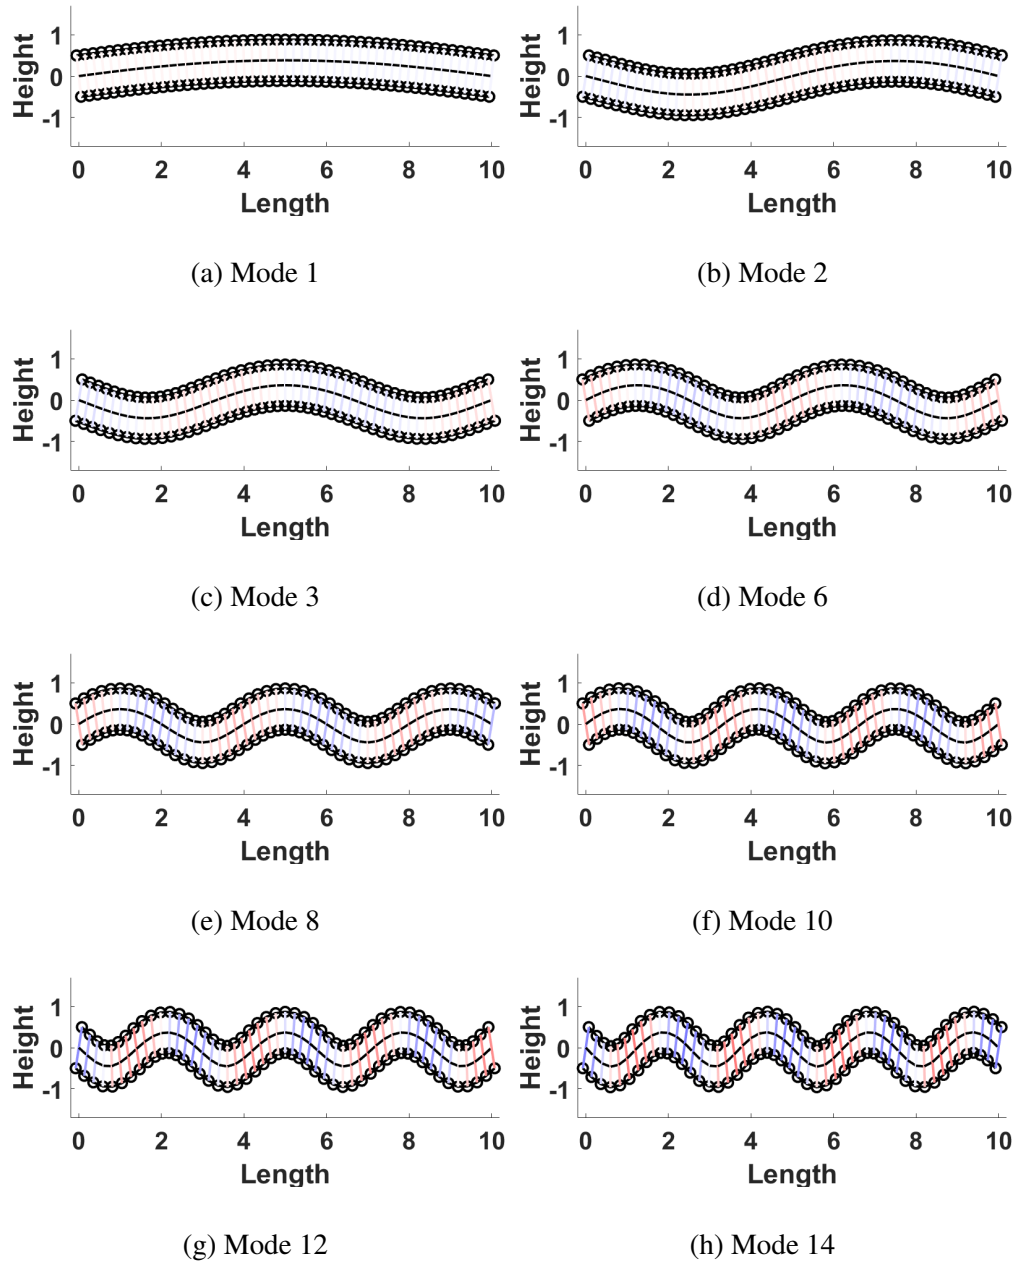 Height
1
0
-1
0 2 4 6 8 10
Length
(a) Mode 1
Height
1
0
-1
0 2 4 6 8 10
Length
(b) Mode 2
Height
1
0
-1
0 2 4 6 8 10
Length
(c) Mode 3
Height
1
0
-1
0 2 4 6 8 10
Length
(d) Mode 6
Height
1
0
-1
0 2 4 6 8 10
Length
(e) Mode 8
Height
1
0
-1
0 2 4 6 8 10
Length
(f) Mode 10
Height
1
0
-1
0 2 4 6 8 10
Length
(g) Mode 12
Height
1
0
-1
0 2 4 6 8 10
Length
(h) Mode 14